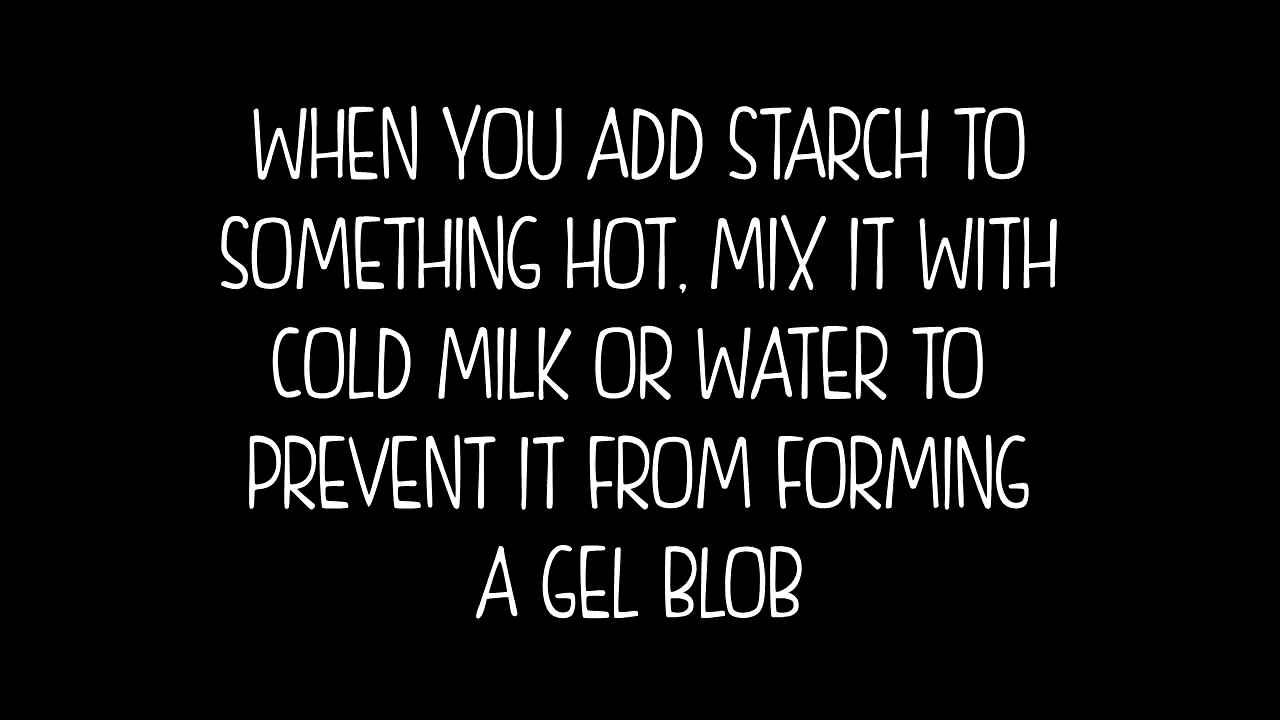 WHEN YOU ADD STARCH TO
SOMETHING HOT, MIX IT WITH
COLD MILK OR WATER TO
PREVENT IT FROM FORMING
A GEL BLOB